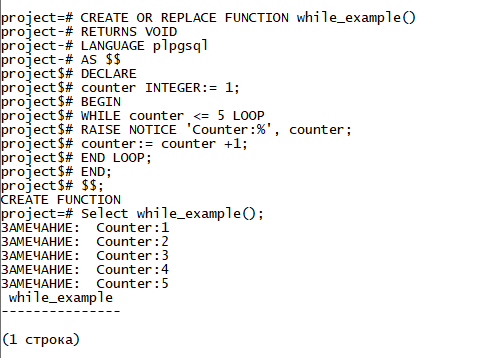 project=# CREATE OR REPLACE FUNCTION while_example()
project-# RETURNS VOID
project-# LANGUAGE plpgsql
project-# AS $$
project$# DECLARE
project$# counter INTEGER:= 1;
project$# BEGIN
project$# WHILE counter <= 5 LOOP
project$# RAISE NOTICE 'Counter:%', counter;
project$# counter:= counter +1;
project$# END LOOP;
project$# END;
project$# $$;
CREATE FUNCTION
project=# Select while_example();
ЗАМЕЧАНИЕ:  Counter:1
ЗАМЕЧАНИЕ:  Counter:2
ЗАМЕЧАНИЕ:  Counter:3
ЗАМЕЧАНИЕ:  Counter:4
ЗАМЕЧАНИЕ:  Counter:5
 while_example
---------------

(1 строка)